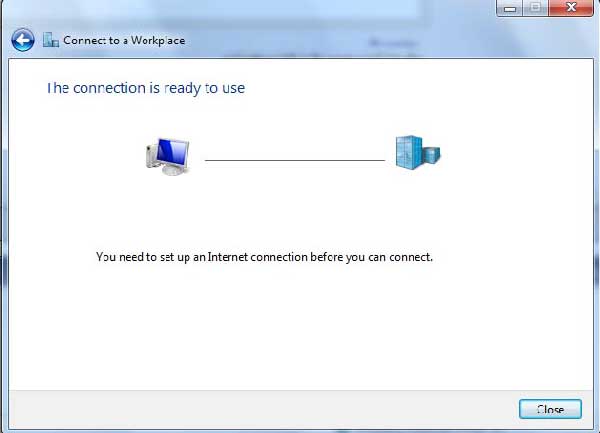 Connect to a Workplace
The connection is ready to use
You need to set up an Internet connection before you can connect.
Close